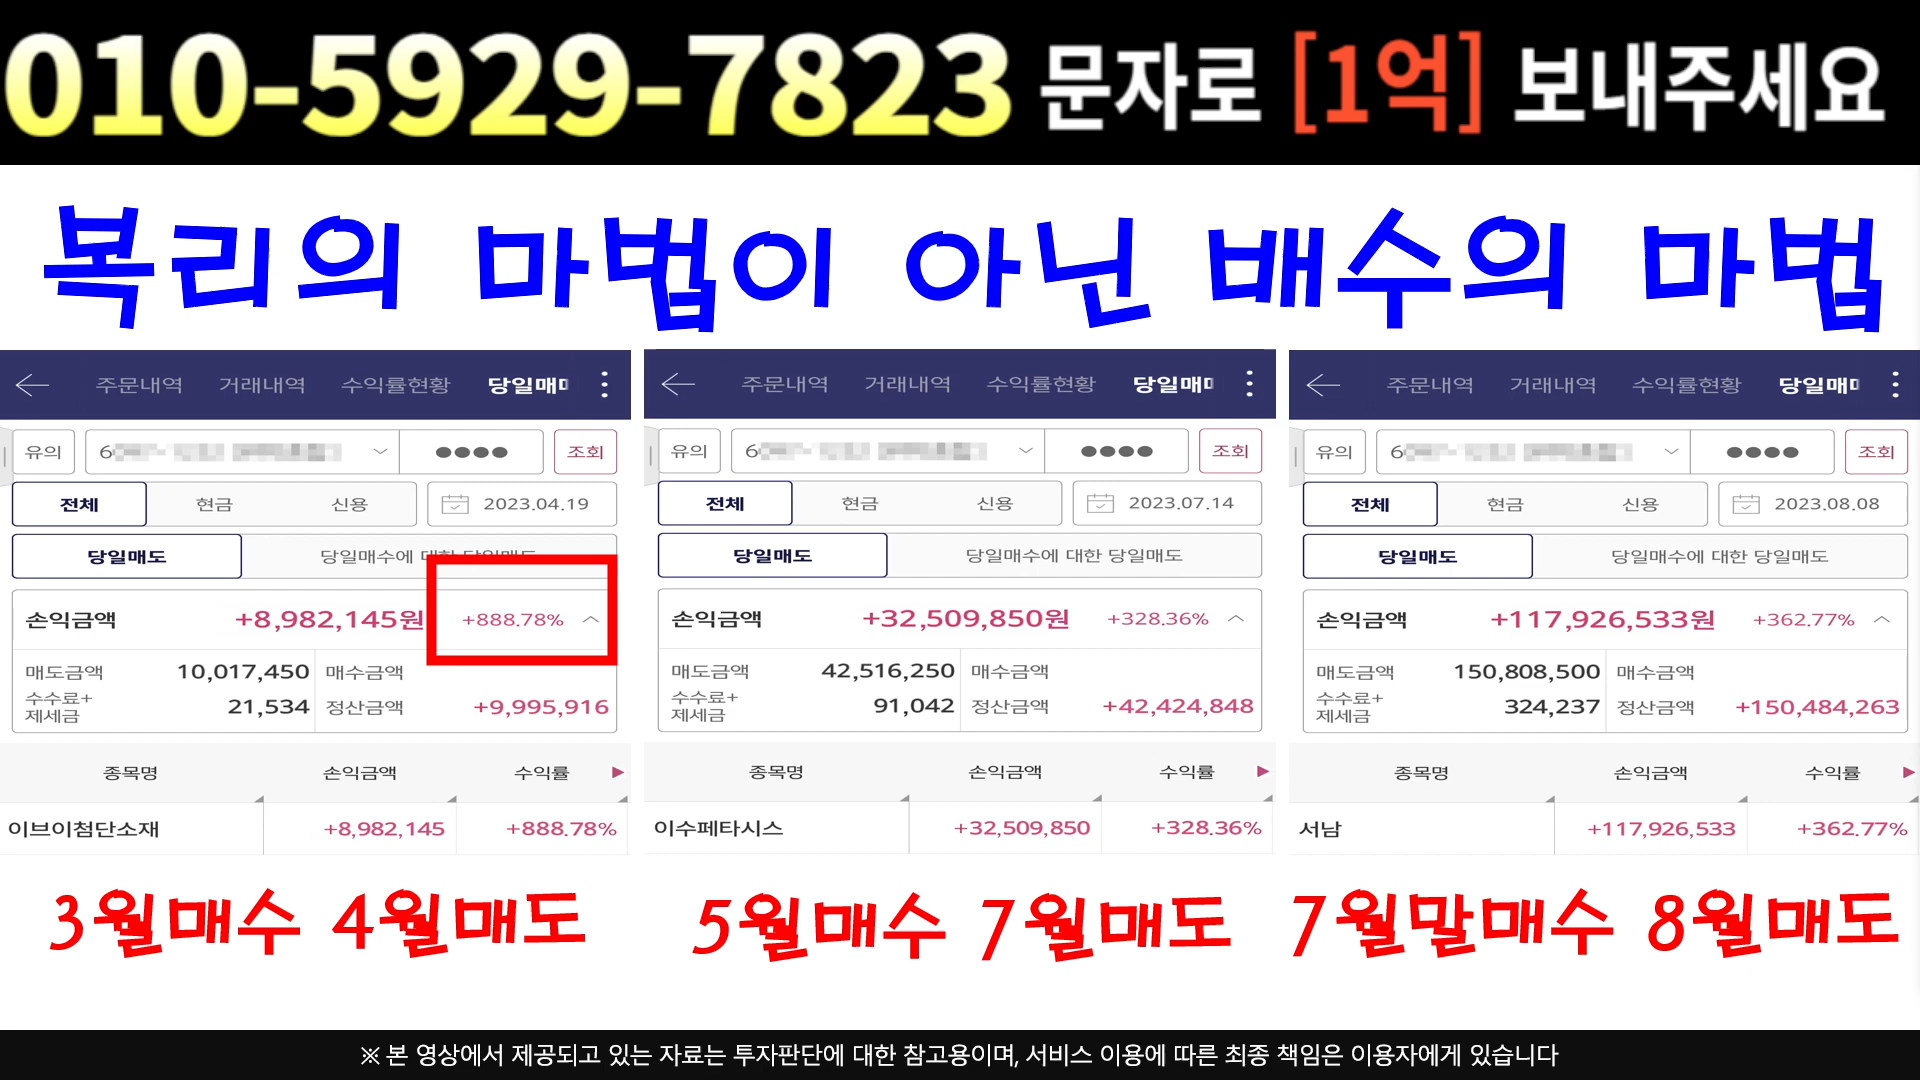 010-5929-7823 문자로 [1억] 보내주세요
복리의 마법이 아닌 배수의 마법
주문내역 거래내역 수익률현황 당일매
유의 6 ●●●● 조회
전체 현금 신용 2023.04.19
당일매도 당일매수에 대한 당일매도
손익금액 +8,982,145원 +888.78%
매도금액 10,017,450 매수금액
수수료+
제세금 21,534 정산금액 +9,995,916
종목명 손익금액 수익률
이브이첨단소재 +8,982,145 +888.78%
3월매수 4월매도
주문내역 거래내역 수익률현황 당일매
유의 6 ●●●● 조회
전체 현금 신용 2023.07.14
당일매도 당일매수에 대한 당일매도
손익금액 +32,509,850원 +328.36%
매도금액 42,516,250 매수금액
수수료+
제세금 91,042 정산금액 +42,424,848
종목명 손익금액 수익률
이수페타시스 +32,509,850 +328.36%
5월매수 7월매도
주문내역 거래내역 수익률현황 당일매
유의 6 ●●●● 조회
전체 현금 신용 2023.08.08
당일매도 당일매수에 대한 당일매도
손익금액 +117,926,533원 +362.77%
매도금액 150,808,500 매수금액
수수료+
제세금 324,237 정산금액 +150,484,263
종목명 손익금액 수익률
서남 +117,926,533 +362.77%
7월말매수 8월매도
※ 본 영상에서 제공되고 있는 자료는 투자판단에 대한 참고용이며, 서비스 이용에 따른 최종 책임은 이용자에게 있습니다